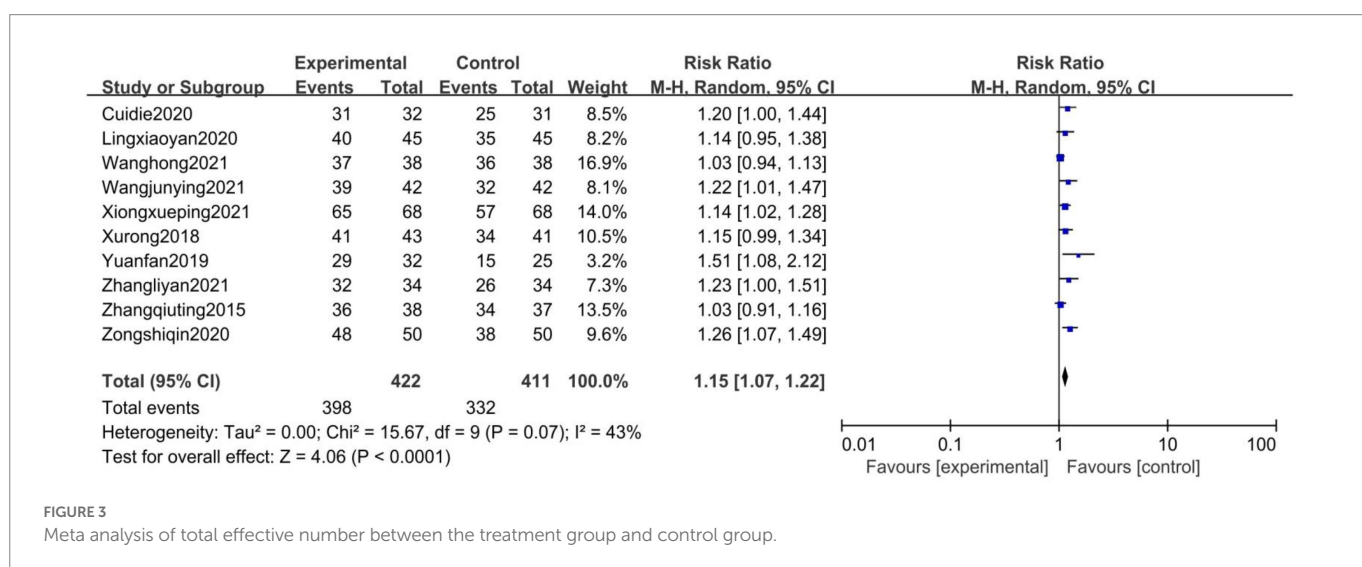 Experimental Control Risk Ratio Risk Ratio
Study or Subgroup Events Total Events Total Weight M-H, Random, 95% CI M-H, Random, 95% CI
Cuidie2020 31 32 25 31 8.5% 1.20 [1.00, 1.44]
Lingxiaoyan2020 40 45 35 45 8.2% 1.14 [0.95, 1.38]
Wanghong2021 37 38 36 38 16.9% 1.03 [0.94, 1.13]
Wangjunying2021 39 42 32 42 8.1% 1.22 [1.01, 1.47]
Xiongxueping2021 65 68 57 68 14.0% 1.14 [1.02, 1.28]
Xurong2018 41 43 34 41 10.5% 1.15 [0.99, 1.34]
Yuanfan2019 29 32 15 25 3.2% 1.51 [1.08, 2.12]
Zhangliyan2021 32 34 26 34 7.3% 1.23 [1.00, 1.51]
Zhangqiuting2015 36 38 34 37 13.5% 1.03 [0.91, 1.16]
Zongshiqin2020 48 50 38 50 9.6% 1.26 [1.07, 1.49]
Total (95% CI) 422 411 100.0% 1.15 [1.07, 1.22]
Total events 398 332
Heterogeneity: Tau² = 0.00; Chi² = 15.67, df = 9 (P = 0.07); I² = 43%
Test for overall effect: Z = 4.06 (P < 0.0001)
0.01 0.1 1 10 100
Favours [experimental] Favours [control]
FIGURE 3
Meta analysis of total effective number between the treatment group and control group.